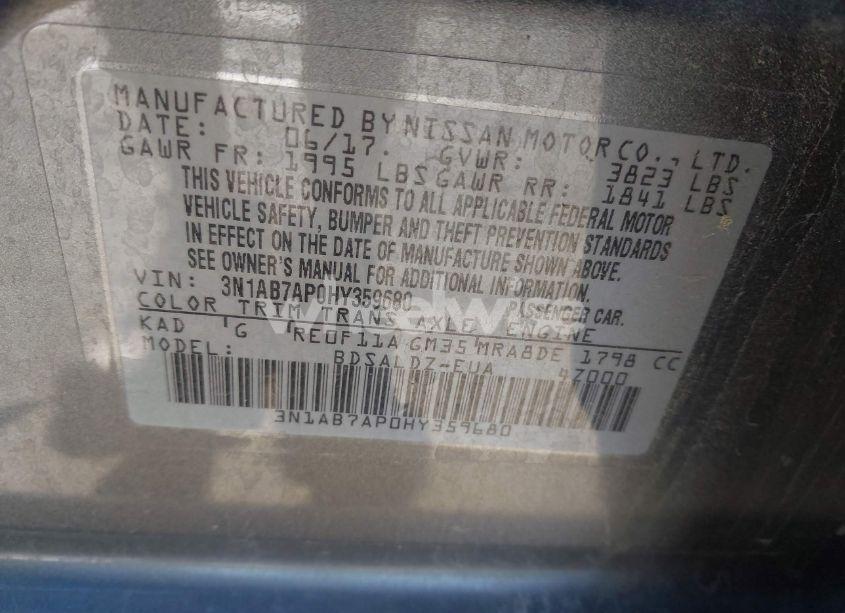 MANUFACTURED BY NISSAN MOTOR CO., LTD.
DATE: 06/17. GVWR: 3823 LBS
GAWR FR: 1995 LBS GAWR RR: 1841 LBS
THIS VEHICLE CONFORMS TO ALL APPLICABLE FEDERAL MOTOR
VEHICLE SAFETY, BUMPER AND THEFT PREVENTION STANDARDS
IN EFFECT ON THE DATE OF MANUFACTURE SHOWN ABOVE.
SEE OWNER'S MANUAL FOR ADDITIONAL INFORMATION.
VIN: 3N1AB7AP0HY359680 PASSENGER CAR.
COLOR TRIM TRANS AXLE ENGINE
KAD G RE0F11A GM35 MRA8DE 1798 CC
MODEL: BDSALDZ-EUA 4Z000
3N1AB7AP0HY359680